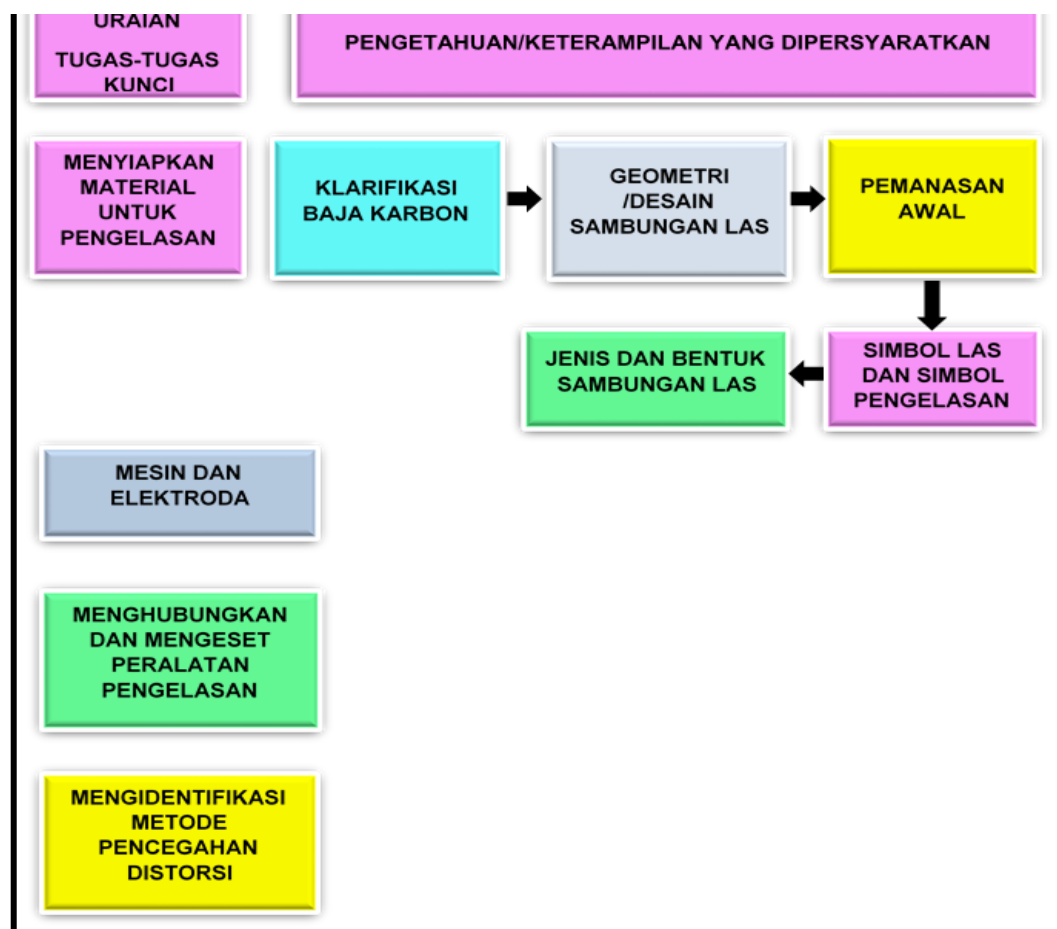 URAIAN
TUGAS-TUGAS
KUNCI
PENGETAHUAN/KETERAMPILAN YANG DIPERSYARATKAN
MENYIAPKAN
MATERIAL
UNTUK
PENGELASAN
KLARIFIKASI
BAJA KARBON
GEOMETRI
/DESAIN
SAMBUNGAN LAS
PEMANASAN
AWAL
SIMBOL LAS
DAN SIMBOL
PENGELASAN
JENIS DAN BENTUK
SAMBUNGAN LAS
MESIN DAN
ELEKTRODA
MENGHUBUNGKAN
DAN MENGESET
PERALATAN
PENGELASAN
MENGIDENTIFIKASI
METODE
PENCEGAHAN
DISTORSI